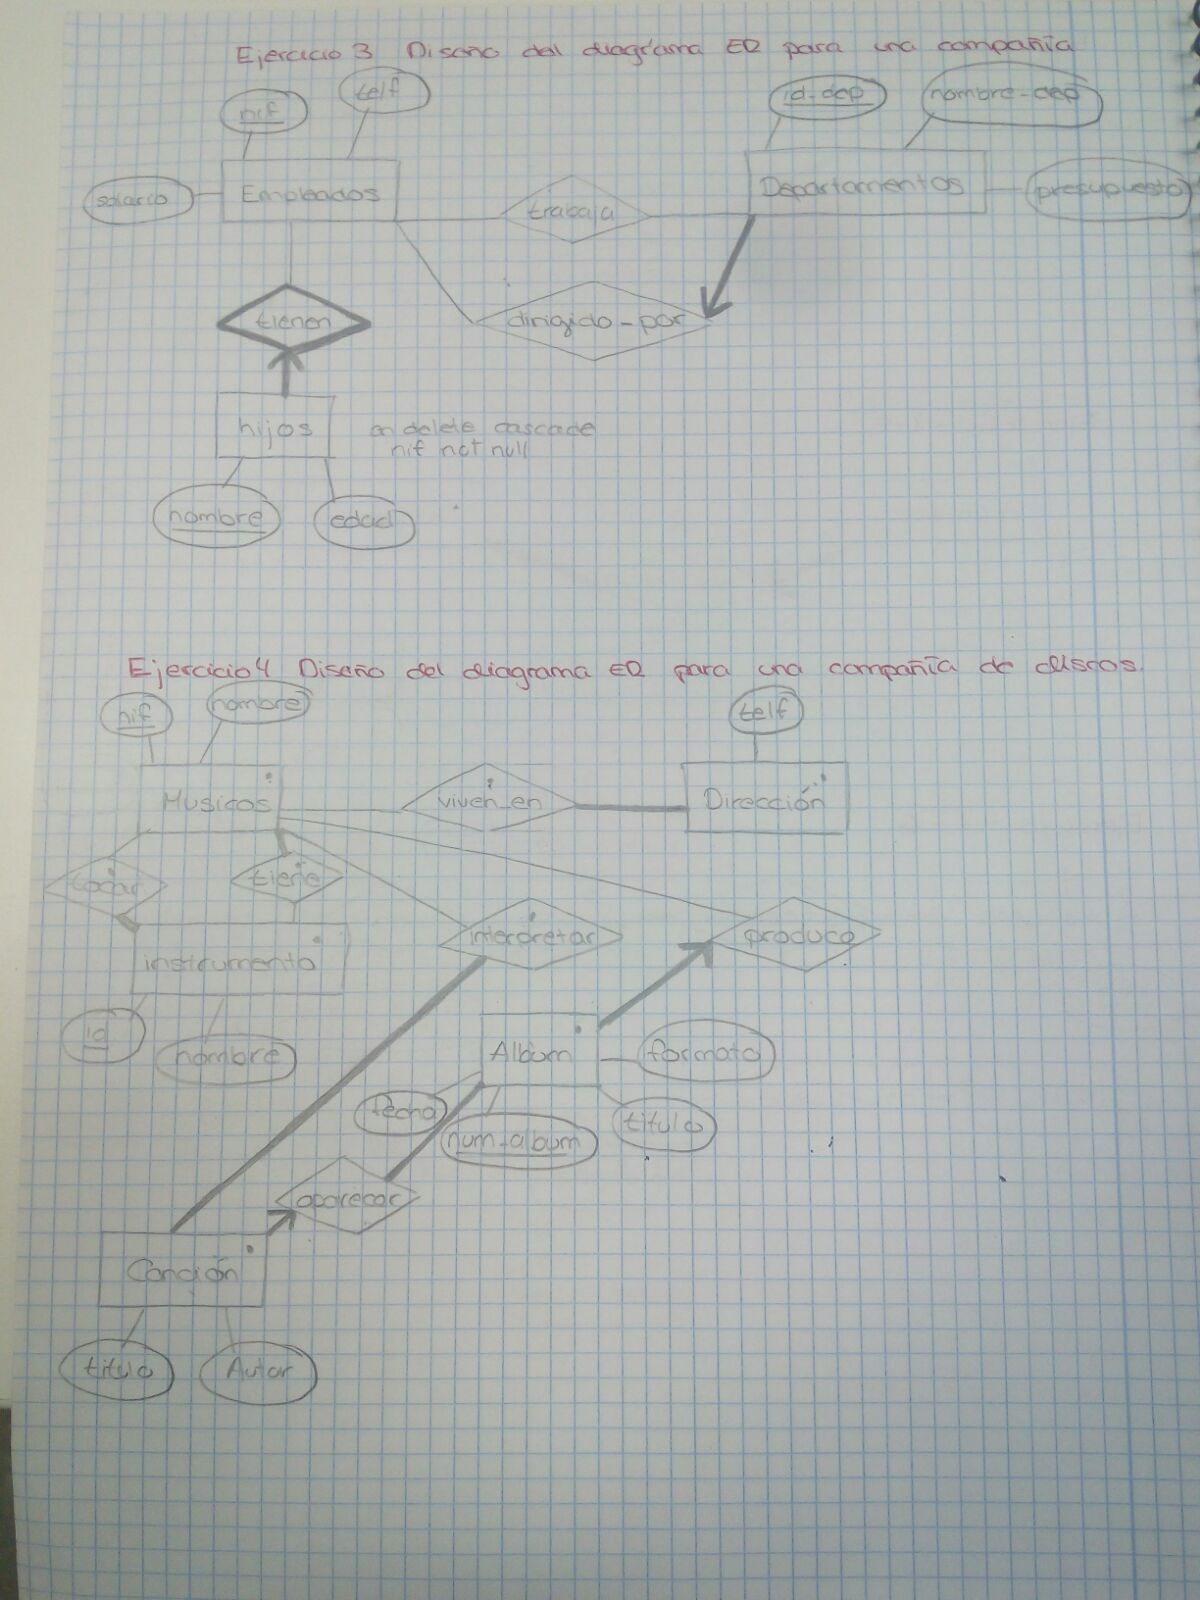 Ejercicio 3 Diseño del diagrama ER para una compañía
nif
telf
id-dep
nombre-dep
salario
Empleados
trabaja
Departamentos
presupuesto
tienen
dirigido-por
hijos
on delete cascade
nif not null
nombre
edad
Ejercicio 4 Diseño del diagrama ER para una compañía de discos.
nif
nombre
telf
Musicos
viven-en
Dirección
tocar
tiene
interpretar
produce
instrumento
id
nombre
Album
formato
fecha
num-album
titulo
aparecer
Canción
titulo
Autor